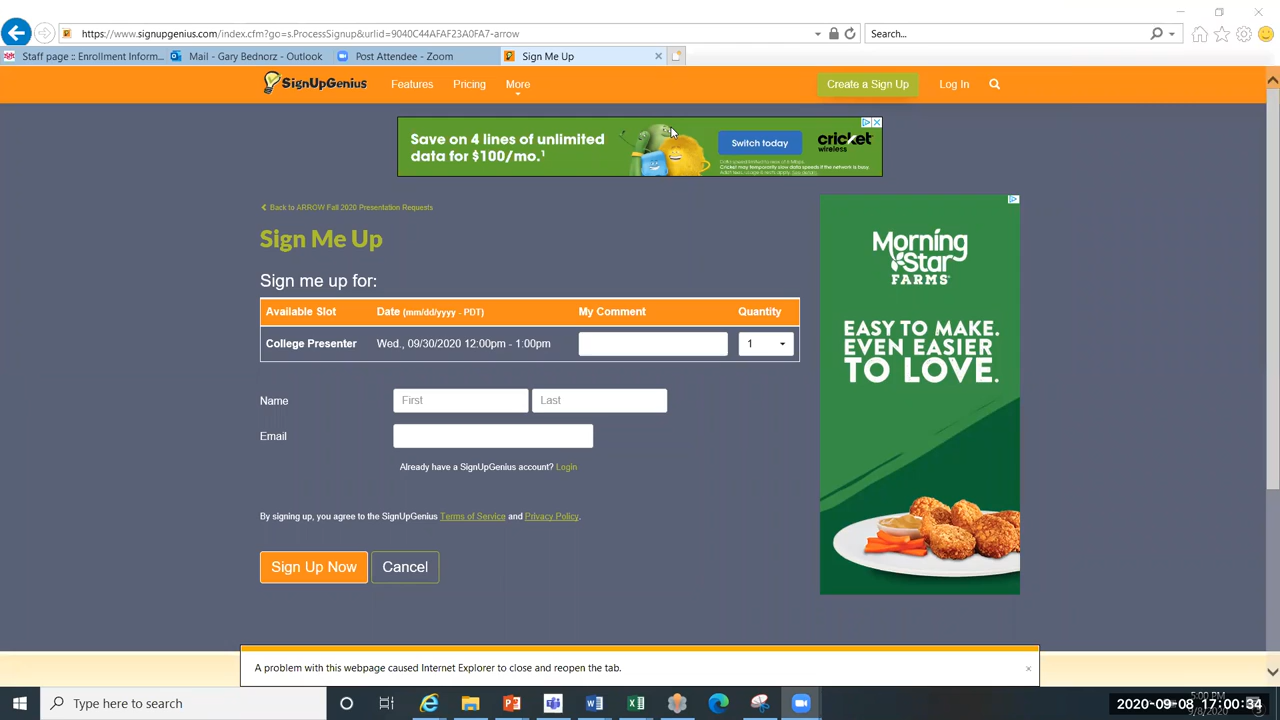 https://www.signupgenius.com/index.cfm?go=s.ProcessSignup&urlid=9040C44AFAF23A0FA7-arrow
Search...
Staff page :: Enrollment Inform...
Mail - Gary Bednorz - Outlook
Post Attendee - Zoom
Sign Me Up
SignUpGenius
Features
Pricing
More
Create a Sign Up
Log In
Save on 4 lines of unlimited
data for $100/mo.¹
Switch today
cricket
wireless
Back to ARROW Fall 2020 Presentation Requests
Sign Me Up
Sign me up for:
Available Slot Date (mm/dd/yyyy - PDT) My Comment Quantity
College Presenter Wed., 09/30/2020 12:00pm - 1:00pm 1
Name First Last
Email
Already have a SignUpGenius account? Login
By signing up, you agree to the SignUpGenius Terms of Service and Privacy Policy.
Sign Up Now Cancel
Morning
Star
FARMS
EASY TO MAKE.
EVEN EASIER
TO LOVE.
A problem with this webpage caused Internet Explorer to close and reopen the tab.
Type here to search
5:00 PM
2020-09-08 17:00:34